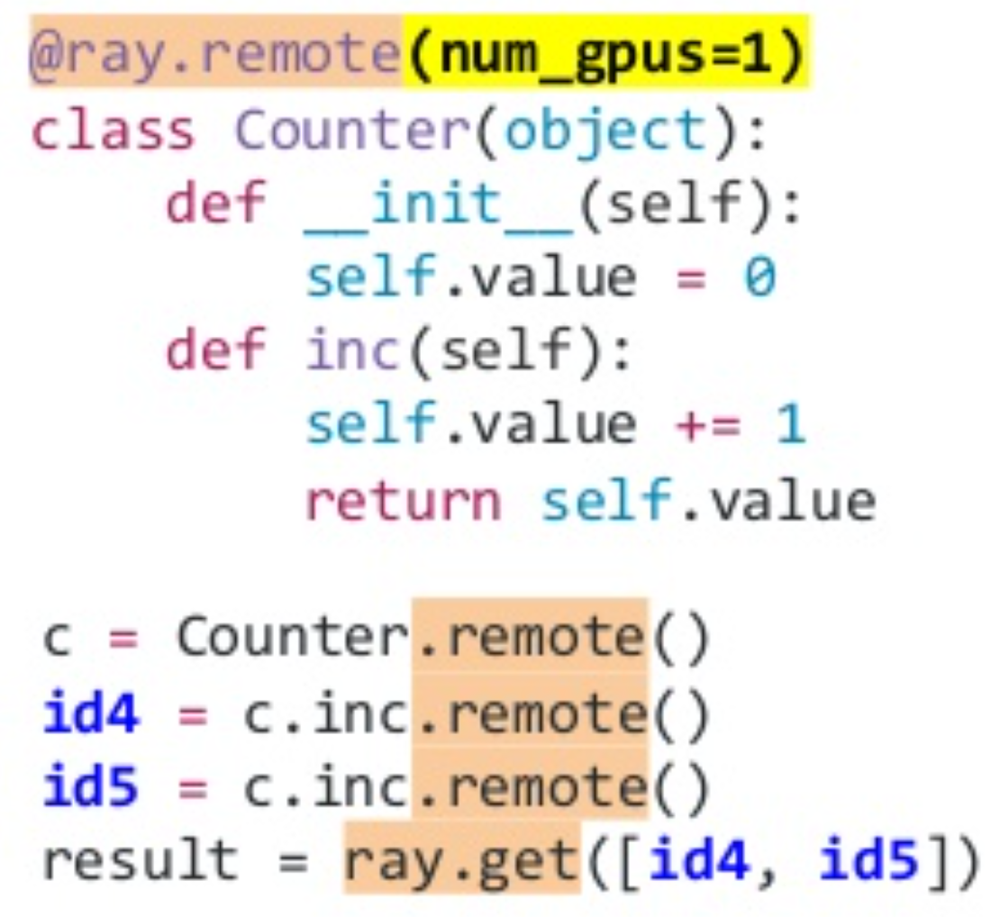 @ray.remote(num_gpus=1)
class Counter(object):
    def __init__(self):
        self.value = 0
    def inc(self):
        self.value += 1
        return self.value

c = Counter.remote()
id4 = c.inc.remote()
id5 = c.inc.remote()
result = ray.get([id4, id5])